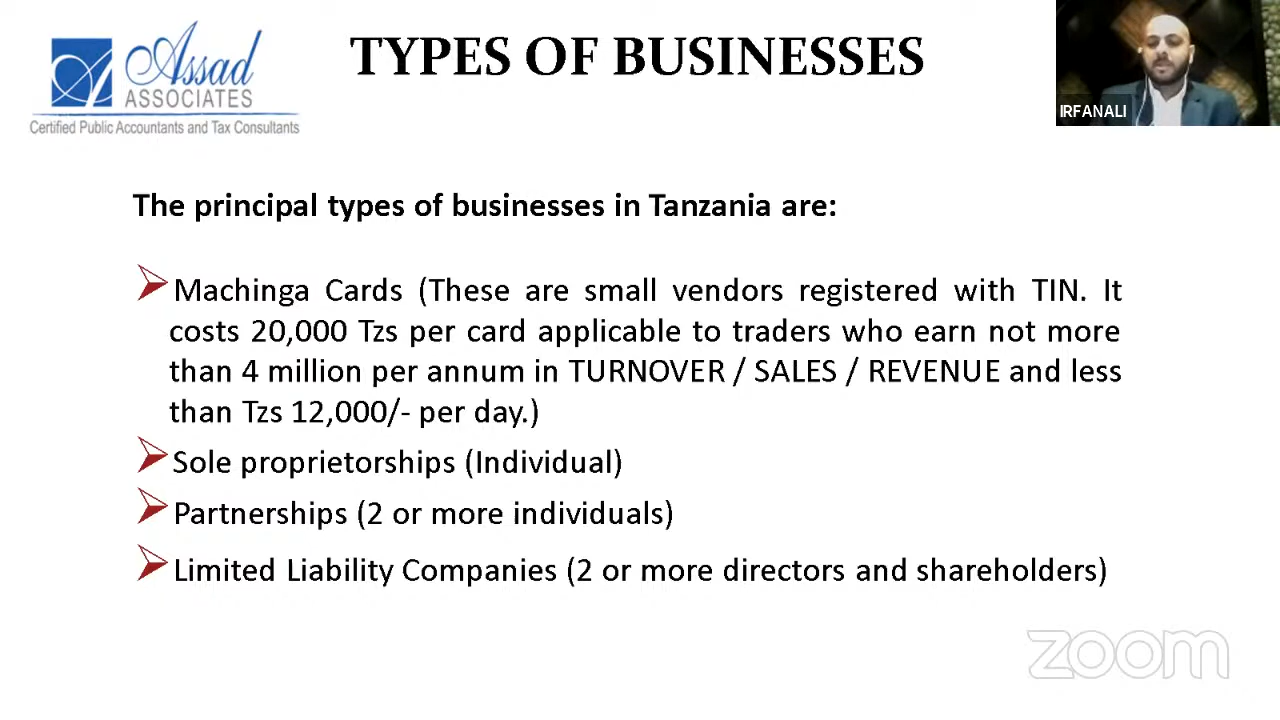 Assad
ASSOCIATES
Certified Public Accountants and Tax Consultants
TYPES OF BUSINESSES
IRFANALI
The principal types of businesses in Tanzania are:
Machinga Cards (These are small vendors registered with TIN. It
costs 20,000 Tzs per card applicable to traders who earn not more
than 4 million per annum in TURNOVER / SALES / REVENUE and less
than Tzs 12,000/- per day.)
Sole proprietorships (Individual)
Partnerships (2 or more individuals)
Limited Liability Companies (2 or more directors and shareholders)
zoom